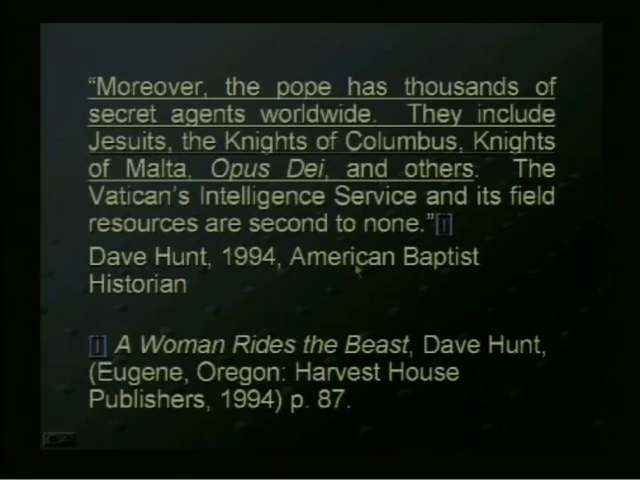 “Moreover, the pope has thousands of
secret agents worldwide. They include
Jesuits, the Knights of Columbus, Knights
of Malta, Opus Dei, and others. The
Vatican’s Intelligence Service and its field
resources are second to none.”[i]
Dave Hunt, 1994, American Baptist
Historian
[i] A Woman Rides the Beast, Dave Hunt,
(Eugene, Oregon: Harvest House
Publishers, 1994) p. 87.